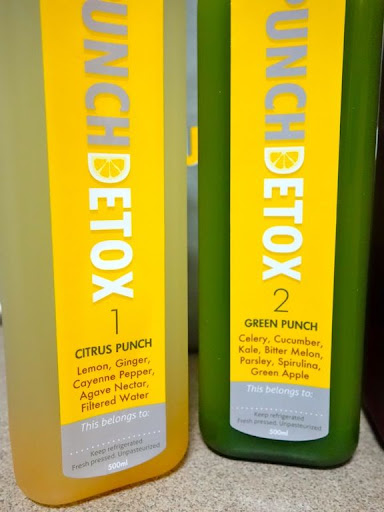 PUNCH DETOX
1
CITRUS PUNCH
Lemon, Ginger,
Cayenne Pepper,
Agave Nectar,
Filtered Water
This belongs to:
Keep refrigerated
Fresh pressed. Unpasteurized
500ml
PUNCH DETOX
2
GREEN PUNCH
Celery, Cucumber,
Kale, Bitter Melon,
Parsley, Spirulina,
Green Apple
This belongs to:
Keep refrigerated
Fresh pressed. Unpasteurized